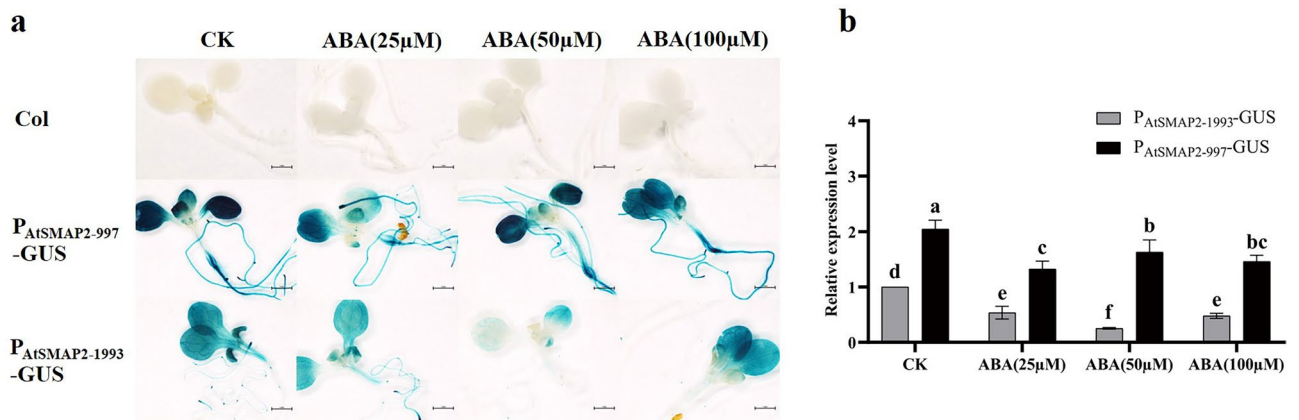 a
CK ABA(25μM) ABA(50μM) ABA(100μM)
Col
PAtSMAP2-997
-GUS
PAtSMAP2-1993
-GUS
b
PAtSMAP2-1993-GUS
PAtSMAP2-997-GUS
Relative expression level
4
3
2
1
0
a
b
bc
c
d
e
e
f
CK ABA(25μM) ABA(50μM) ABA(100μM)